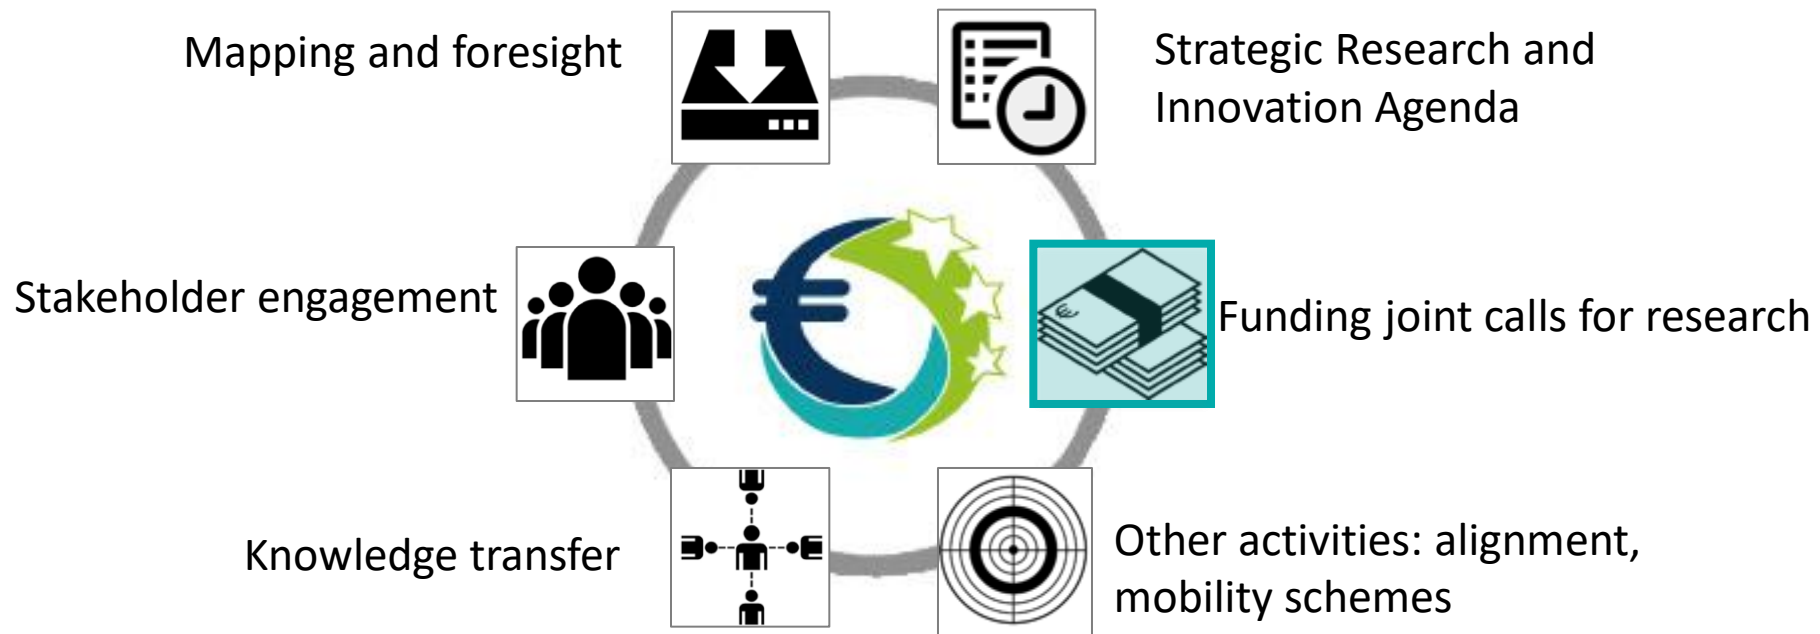 Mapping and foresight
Strategic Research and
Innovation Agenda
Stakeholder engagement
€
Funding joint calls for research
Knowledge transfer
Other activities: alignment,
mobility schemes